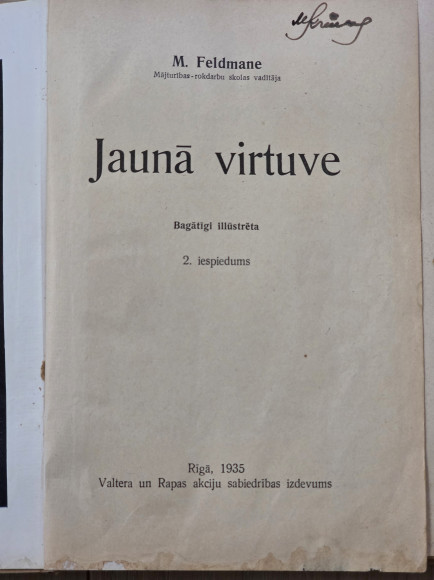 M. Feldmane
Mājturības-rokdarbu skolas vadītāja
Jaunā virtuve
Bagātīgi illūstrēta
2. iespiedums
Rīgā, 1935
Valtera un Rapas akciju sabiedrības izdevums